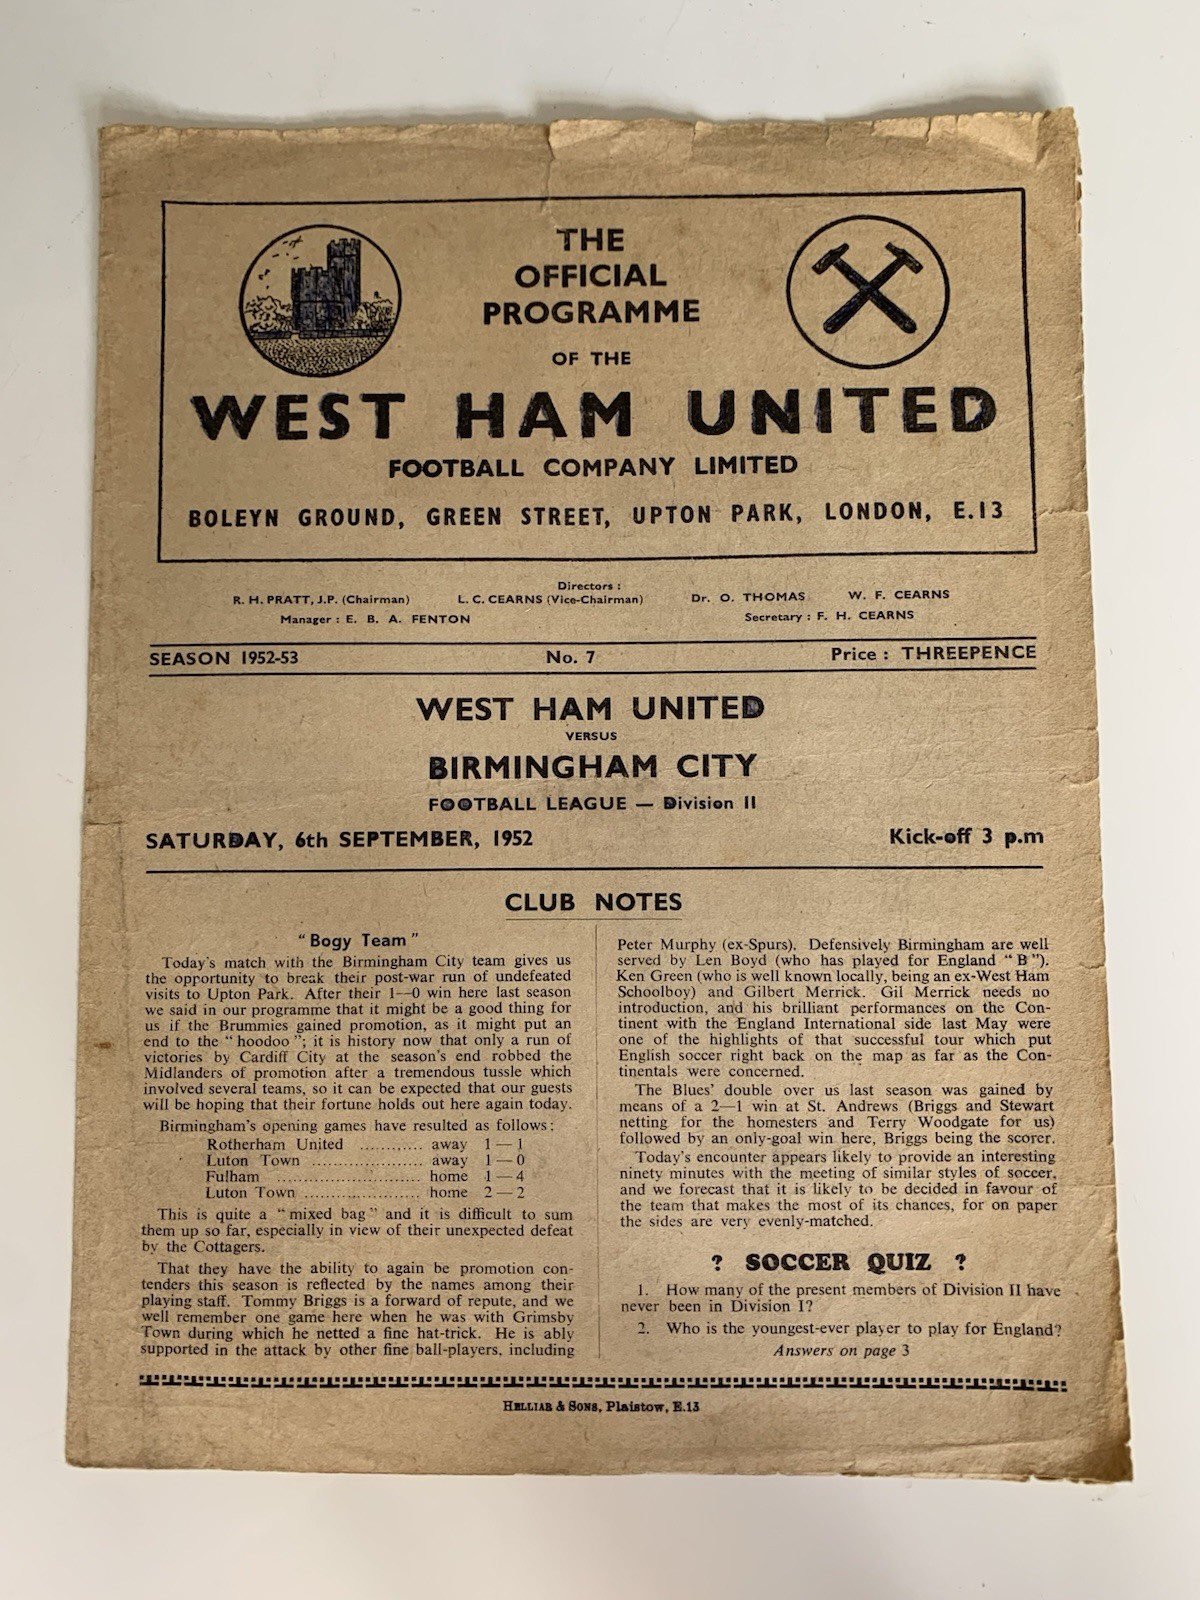 THE
OFFICIAL
PROGRAMME
OF THE
WEST HAM UNITED
FOOTBALL COMPANY LIMITED
BOLEYN GROUND, GREEN STREET, UPTON PARK, LONDON, E.13
Directors :
R. H. PRATT, J.P. (Chairman) L. C. CEARNS (Vice-Chairman) Dr. O. THOMAS W. F. CEARNS
Manager : E. B. A. FENTON Secretary : F. H. CEARNS
SEASON 1952-53 No. 7 Price : THREEPENCE
WEST HAM UNITED
VERSUS
BIRMINGHAM CITY
FOOTBALL LEAGUE — Division II
SATURDAY, 6th SEPTEMBER, 1952 Kick-off 3 p.m
CLUB NOTES
"Bogy Team"
Today's match with the Birmingham City team gives us
the opportunity to break their post-war run of undefeated
visits to Upton Park. After their 1—0 win here last season
we said in our programme that it might be a good thing for
us if the Brummies gained promotion, as it might put an
end to the "hoodoo"; it is history now that only a run of
victories by Cardiff City at the season's end robbed the
Midlanders of promotion after a tremendous tussle which
involved several teams, so it can be expected that our guests
will be hoping that their fortune holds out here again today.
Birmingham's opening games have resulted as follows:
Rotherham United ........... away 1—1
Luton Town ..................... away 1—0
Fulham ........................... home 1—4
Luton Town ..................... home 2—2
This is quite a "mixed bag" and it is difficult to sum
them up so far, especially in view of their unexpected defeat
by the Cottagers.
That they have the ability to again be promotion con-
tenders this season is reflected by the names among their
playing staff. Tommy Briggs is a forward of repute, and we
well remember one game here when he was with Grimsby
Town during which he netted a fine hat-trick. He is ably
supported in the attack by other fine ball-players, including
Peter Murphy (ex-Spurs). Defensively Birmingham are well
served by Len Boyd (who has played for England "B").
Ken Green (who is well known locally, being an ex-West Ham
Schoolboy) and Gilbert Merrick. Gil Merrick needs no
introduction, and his brilliant performances on the Con-
tinent with the England International side last May were
one of the highlights of that successful tour which put
English soccer right back on the map as far as the Con-
tinentals were concerned.
The Blues' double over us last season was gained by
means of a 2—1 win at St. Andrews (Briggs and Stewart
netting for the homesters and Terry Woodgate for us)
followed by an only-goal win here, Briggs being the scorer.
Today's encounter appears likely to provide an interesting
ninety minutes with the meeting of similar styles of soccer,
and we forecast that it is likely to be decided in favour of
the team that makes the most of its chances, for on paper
the sides are very evenly-matched.
? SOCCER QUIZ ?
1. How many of the present members of Division II have
never been in Division I?
2. Who is the youngest-ever player to play for England?
Answers on page 3
HELLIAR & SONS, Plaistow, E.13